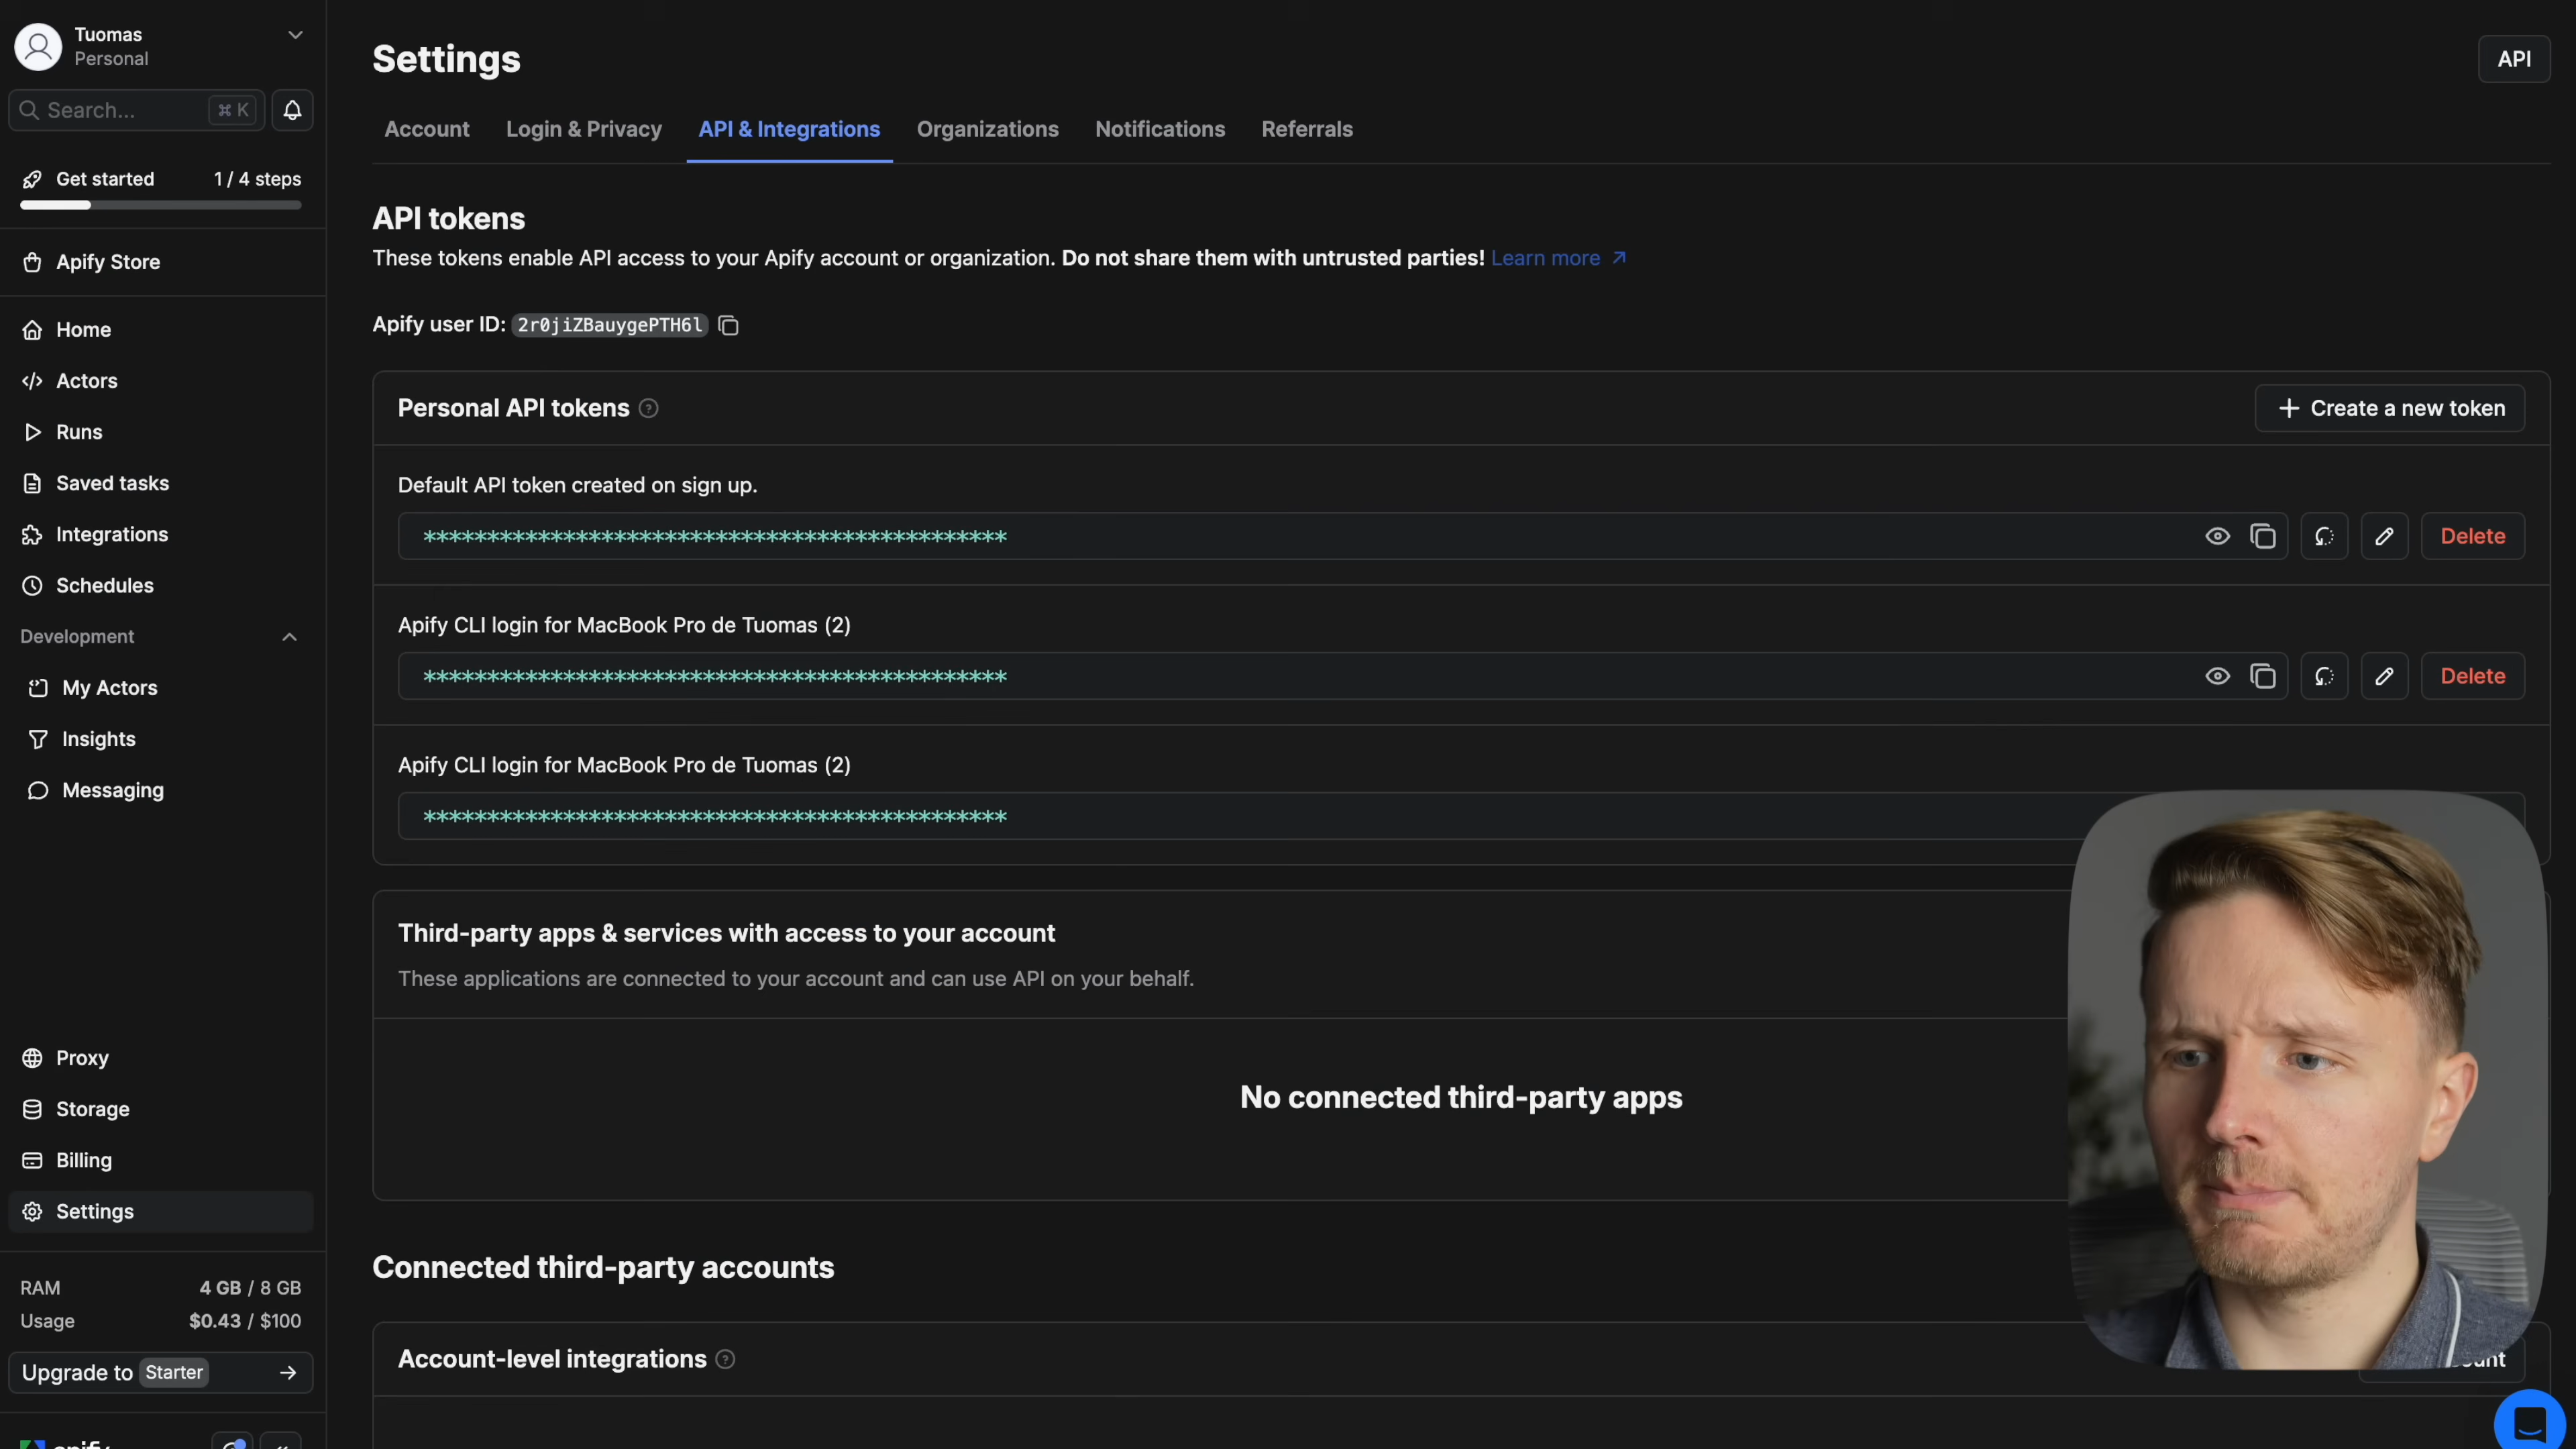 Tuomas
Personal
Search...
⌘ K
Get started
1 / 4 steps
Apify Store
Home
Actors
Runs
Saved tasks
Integrations
Schedules
Development
My Actors
Insights
Messaging
Proxy
Storage
Billing
Settings
RAM
4 GB / 8 GB
Usage
$0.43 / $100
Upgrade to Starter
Settings
API
Account
Login & Privacy
API & Integrations
Organizations
Notifications
Referrals
API tokens
These tokens enable API access to your Apify account or organization. Do not share them with untrusted parties! Learn more
Apify user ID: 2r0jiZBauygePTH6l
Personal API tokens
Create a new token
Default API token created on sign up.
**********************************************
Delete
Apify CLI login for MacBook Pro de Tuomas (2)
**********************************************
Delete
Apify CLI login for MacBook Pro de Tuomas (2)
**********************************************
Third-party apps & services with access to your account
These applications are connected to your account and can use API on your behalf.
No connected third-party apps
Connected third-party accounts
Account-level integrations